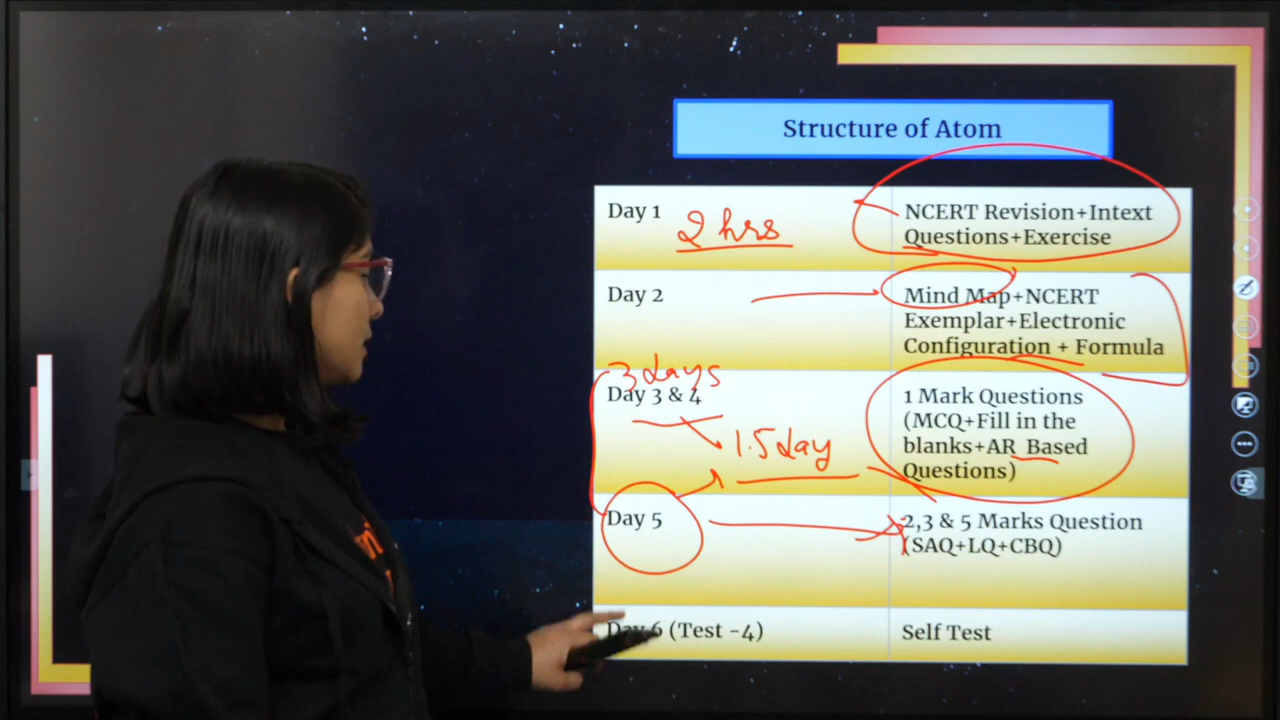 Structure of Atom
Day 1
2 hrs
NCERT Revision+Intext
Questions+Exercise
Day 2
Mind Map+NCERT
Exemplar+Electronic
Configuration + Formula
3 days
Day 3 & 4
1.5 day
1 Mark Questions
(MCQ+Fill in the
blanks+AR Based
Questions)
Day 5
2,3 & 5 Marks Question
(SAQ+LQ+CBQ)
Day 6 (Test -4)
Self Test